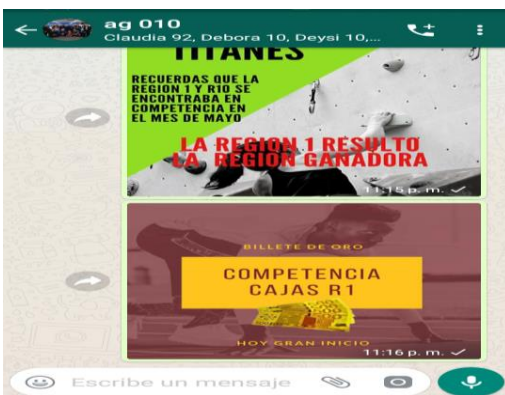 ag 010
Claudia 92, Debora 10, Deysi 10,...
TITANES
RECUERDAS QUE LA
REGION 1 Y R10 SE
ENCONTRABA EN
COMPETENCIA EN
EL MES DE MAYO
LA REGION 1 RESULTO
LA REGION GANADORA
11:15 p. m.
BILLETE DE ORO
COMPETENCIA
CAJAS R1
HOY GRAN INICIO
11:16 p. m.
Escribe un mensaje